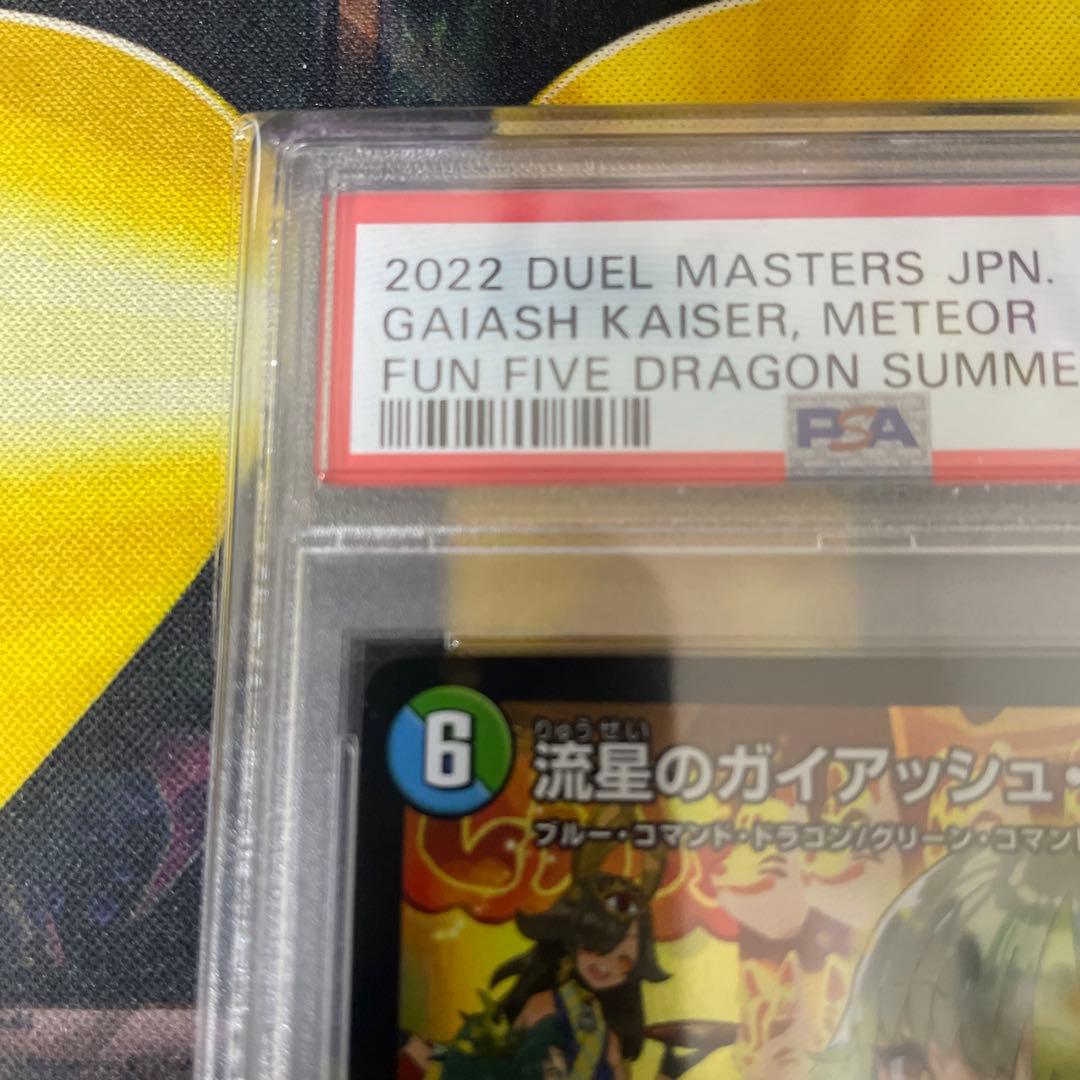 2022 DUEL MASTERS JPN.
GAIASH KAISER, METEOR
FUN FIVE DRAGON SUMME
PSA
6
りゅうせい
流星のガイアッシュ・
ブルー・コマンド・ドラゴン/グリーン・コマンド